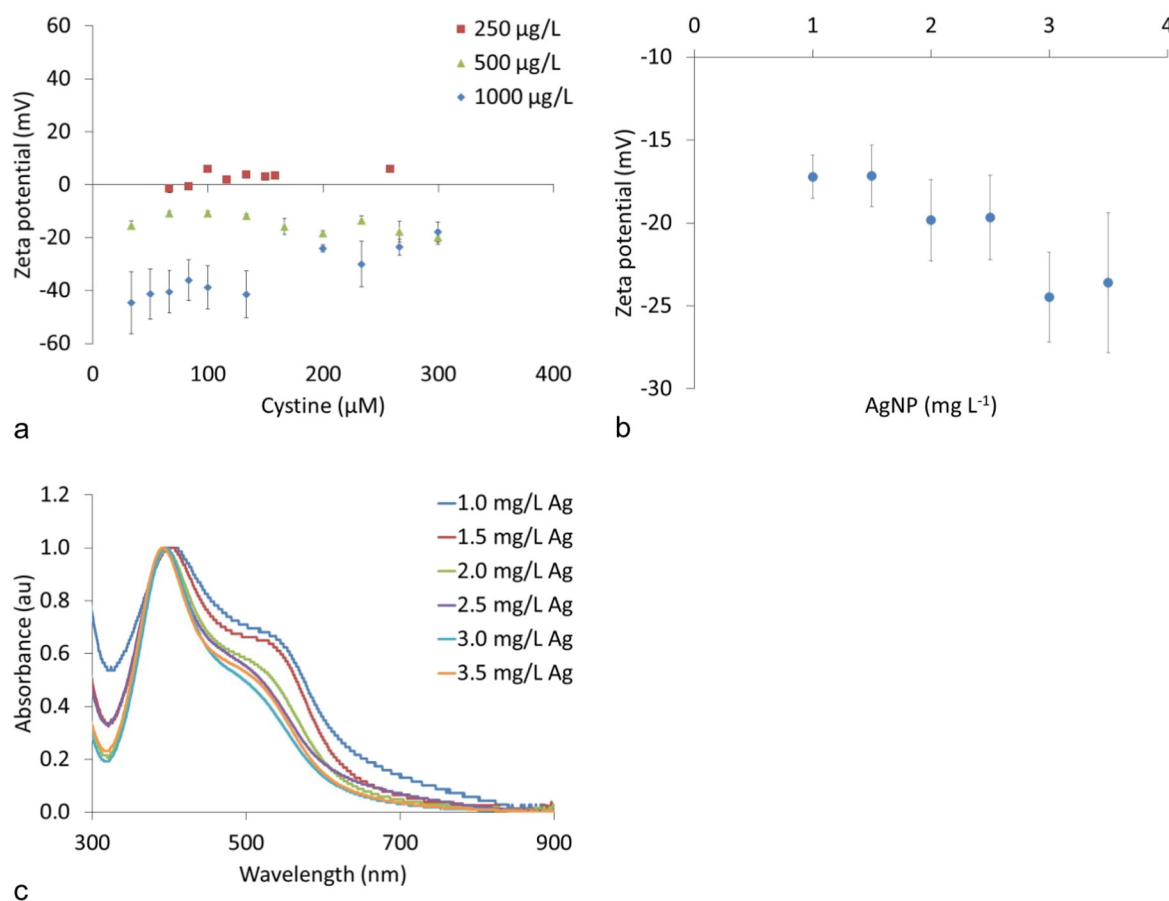 60
40
20
0
-20
-40
-60
Zeta potential (mV)
250 µg/L
500 µg/L
1000 µg/L
0 100 200 300 400
Cystine (µM)
a
0 1 2 3 4
-10
-15
-20
-25
-30
Zeta potential (mV)
AgNP (mg L⁻¹)
b
1.2
1.0
0.8
0.6
0.4
0.2
0.0
Absorbance (au)
1.0 mg/L Ag
1.5 mg/L Ag
2.0 mg/L Ag
2.5 mg/L Ag
3.0 mg/L Ag
3.5 mg/L Ag
300 500 700 900
Wavelength (nm)
c